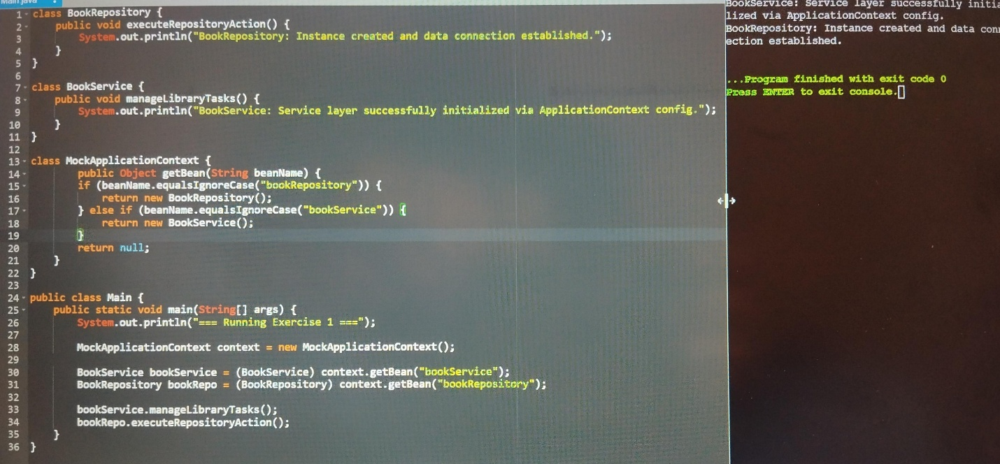 Main.java
1 class BookRepository {
2 public void executeRepositoryAction() {
3 System.out.println("BookRepository: Instance created and data connection established.");
4 }
5 }
6
7 class BookService {
8 public void manageLibraryTasks() {
9 System.out.println("BookService: Service layer successfully initialized via ApplicationContext config.");
10 }
11 }
12
13 class MockApplicationContext {
14 public Object getBean(String beanName) {
15 if (beanName.equalsIgnoreCase("bookRepository")) {
16 return new BookRepository();
17 } else if (beanName.equalsIgnoreCase("bookService")) {
18 return new BookService();
19 }
20 return null;
21 }
22 }
23
24 public class Main {
25 public static void main(String[] args) {
26 System.out.println("=== Running Exercise 1 ===");
27
28 MockApplicationContext context = new MockApplicationContext();
29
30 BookService bookService = (BookService) context.getBean("bookService");
31 BookRepository bookRepo = (BookRepository) context.getBean("bookRepository");
32
33 bookService.manageLibraryTasks();
34 bookRepo.executeRepositoryAction();
35 }
36 }
BookService: Service layer successfully initia
lized via ApplicationContext config.
BookRepository: Instance created and data conn
ection established.
...Program finished with exit code 0
Press ENTER to exit console.